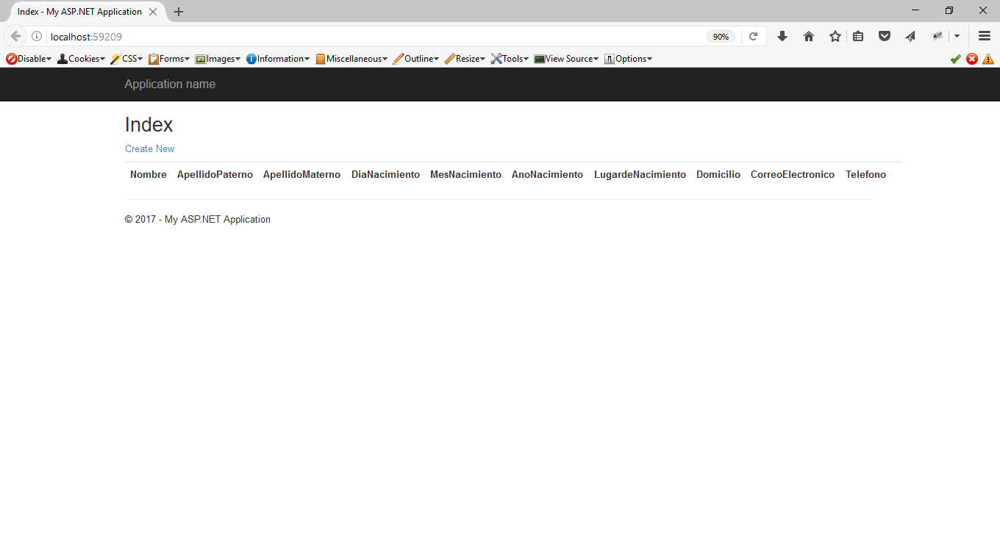 Index - My ASP.NET Application
localhost:59209 90%
Disable Cookies CSS Forms Images Information Miscellaneous Outline Resize Tools View Source Options
Application name
Index
Create New
Nombre ApellidoPaterno ApellidoMaterno DiaNacimiento MesNacimiento AnoNacimiento LugardeNacimiento Domicilio CorreoElectronico Telefono
© 2017 - My ASP.NET Application